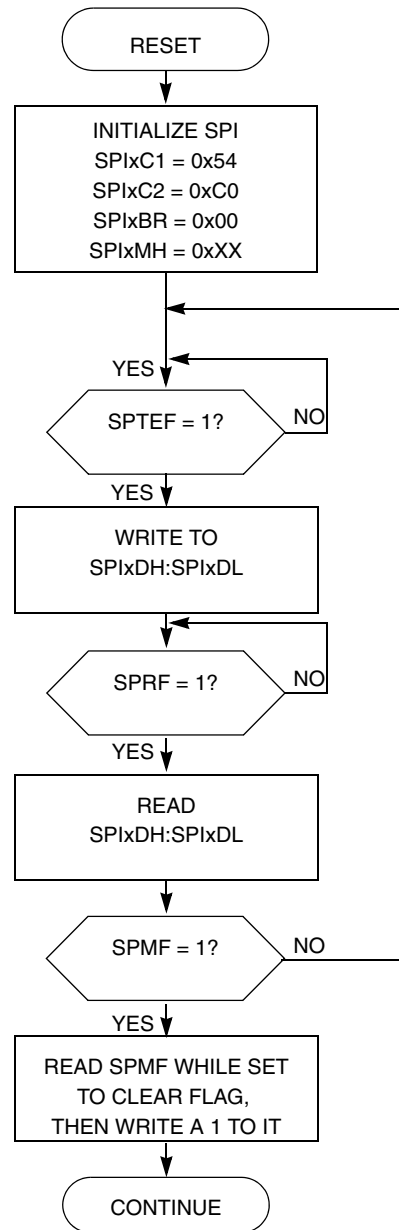 RESET
INITIALIZE SPI
SPIxC1 = 0x54
SPIxC2 = 0xC0
SPIxBR = 0x00
SPIxMH = 0xXX
YES
SPTEF = 1?
NO
YES
WRITE TO
SPIxDH:SPIxDL
SPRF = 1?
NO
YES
READ
SPIxDH:SPIxDL
SPMF = 1?
NO
YES
READ SPMF WHILE SET
TO CLEAR FLAG,
THEN WRITE A 1 TO IT
CONTINUE